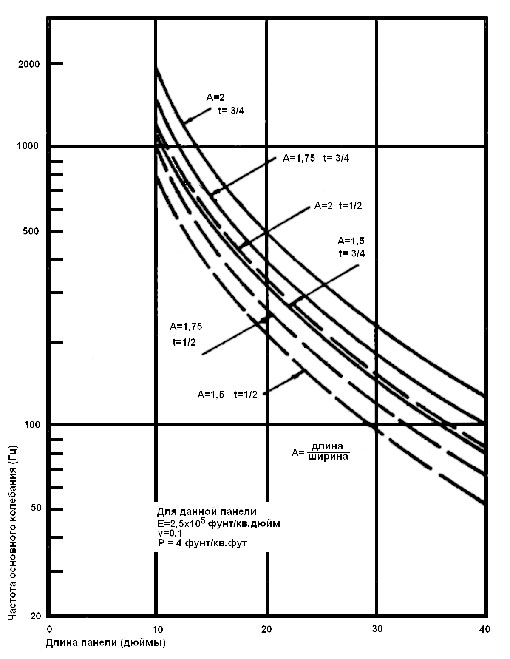 2000
1000
500
100
50
20
Частота основного колебания (Гц)
A=2
t= 3/4
A=1,75 t= 3/4
A=2 t=1/2
A=1,5
t= 3/4
A=1,75
t=1/2
A=1,5 t=1/2
A= длина
ширина
Для данной панели
E=2,5x10⁵ фунт/кв.дюйм
v=0,1
P = 4 фунт/кв.фут
0 10 20 30 40
Длина панели (дюймы)